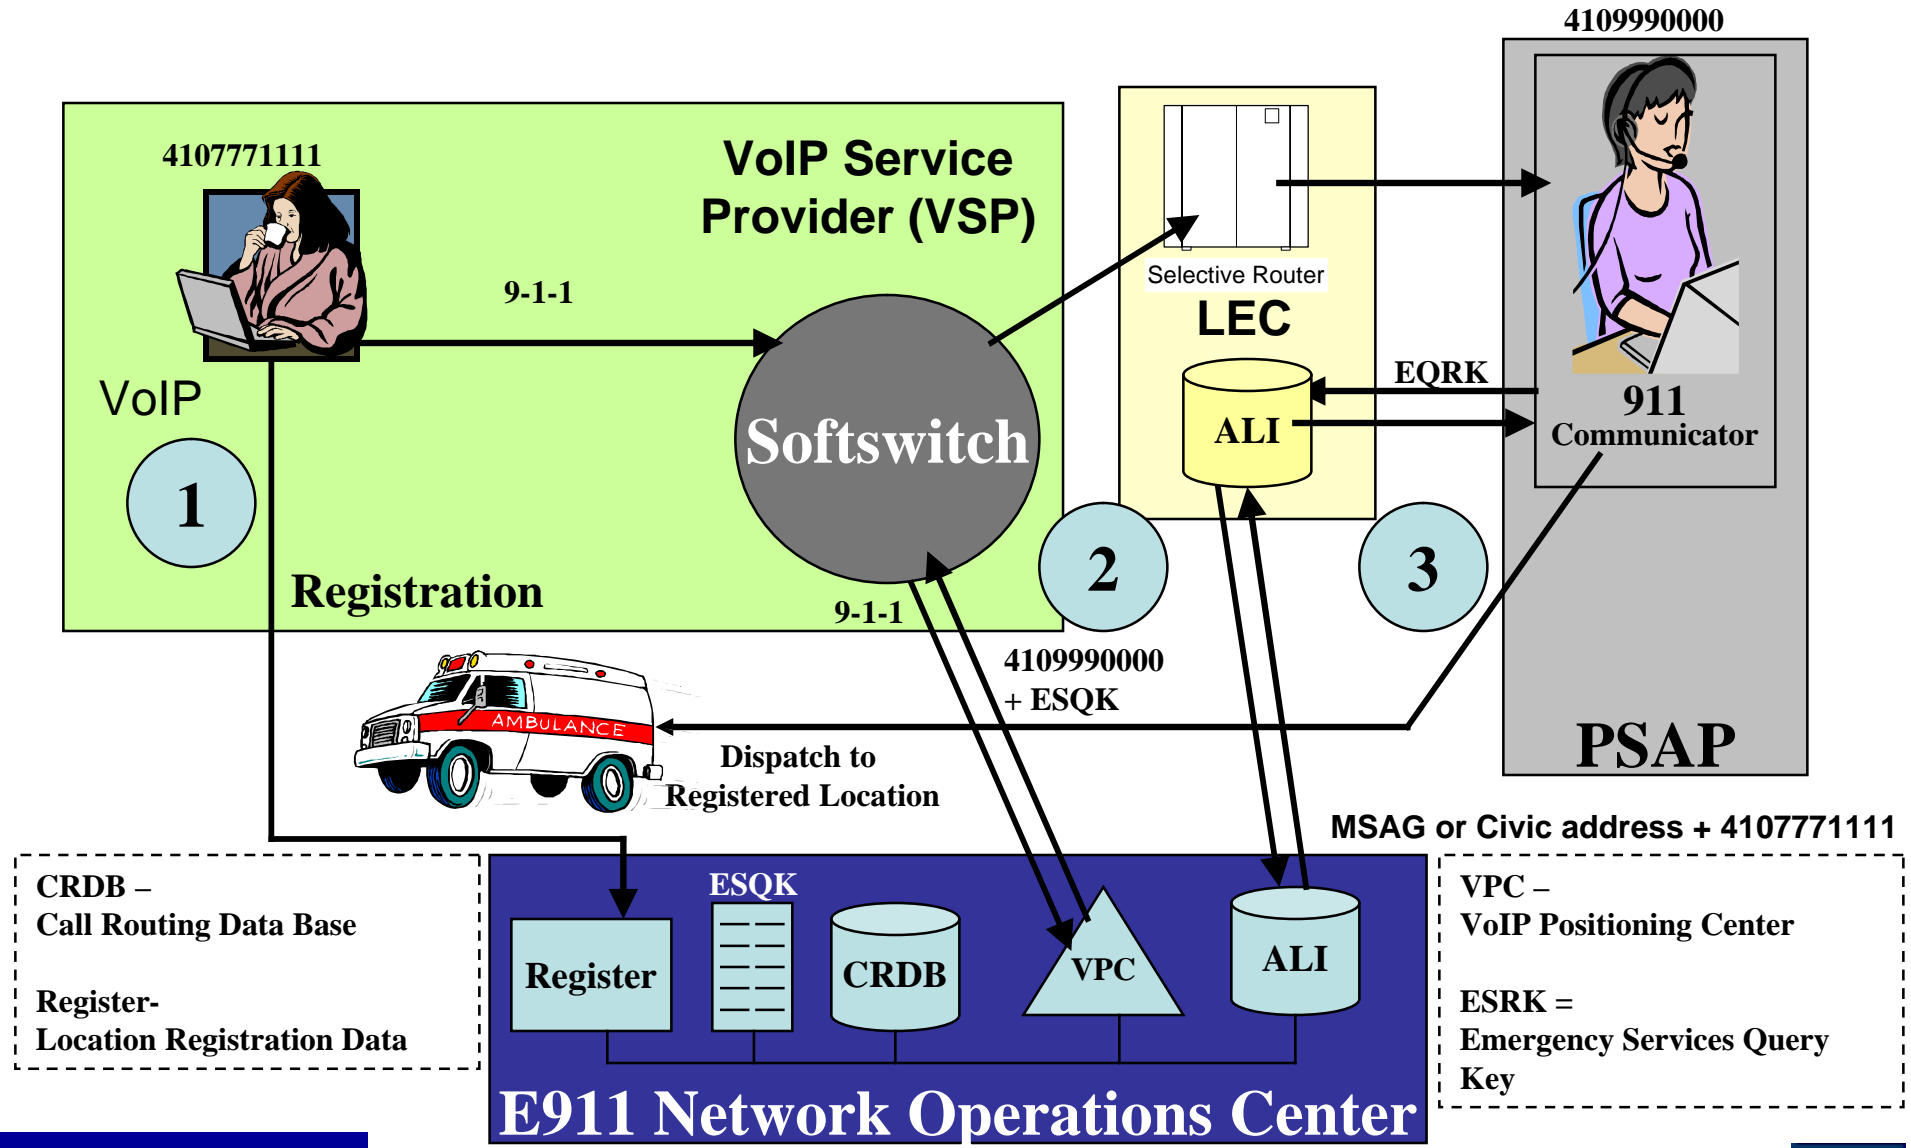 4109990000
4107771111
VoIP Service
Provider (VSP)
9-1-1
Selective Router
LEC
VoIP
EQRK
911
Communicator
ALI
Softswitch
1
2
3
Registration
9-1-1
4109990000
+ ESQK
AMBULANCE
Dispatch to
Registered Location
PSAP
MSAG or Civic address + 4107771111
CRDB –
Call Routing Data Base
Register-
Location Registration Data
ESQK
Register
CRDB
VPC
ALI
E911 Network Operations Center
VPC –
VoIP Positioning Center
ESRK =
Emergency Services Query
Key